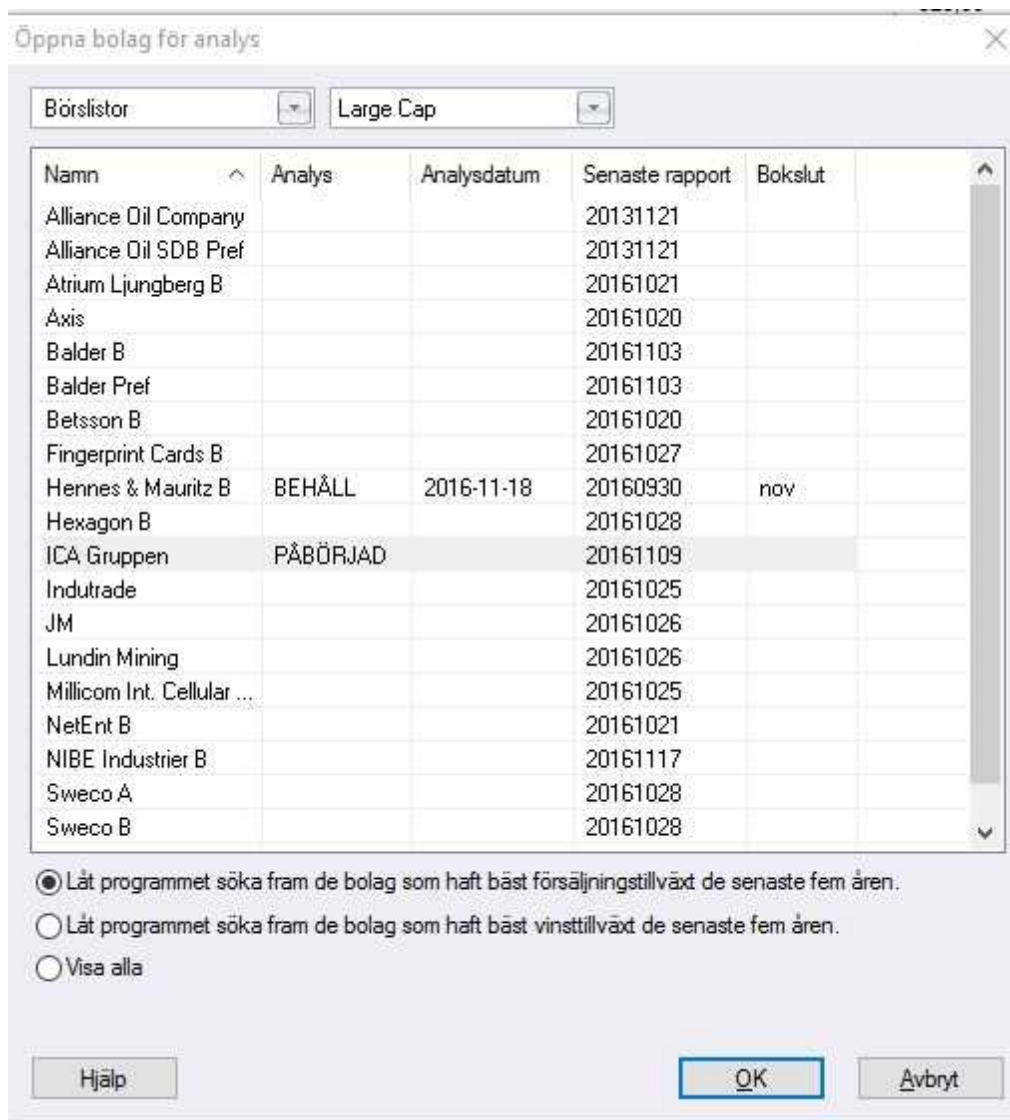 Öppna bolag för analys
Börslistor Large Cap
Namn Analys Analysdatum Senaste rapport Bokslut
Alliance Oil Company 20131121
Alliance Oil SDB Pref 20131121
Atrium Ljungberg B 20161021
Axis 20161020
Balder B 20161103
Balder Pref 20161103
Betsson B 20161020
Fingerprint Cards B 20161027
Hennes & Mauritz B BEHÅLL 2016-11-18 20160930 nov
Hexagon B 20161028
ICA Gruppen PÅBÖRJAD 20161109
Indutrade 20161025
JM 20161026
Lundin Mining 20161026
Millicom Int. Cellular ... 20161025
NetEnt B 20161021
NIBE Industrier B 20161117
Sweco A 20161028
Sweco B 20161028
Låt programmet söka fram de bolag som haft bäst försäljningstillväxt de senaste fem åren.
Låt programmet söka fram de bolag som haft bäst vinsttillväxt de senaste fem åren.
Visa alla
Hjälp OK Avbryt